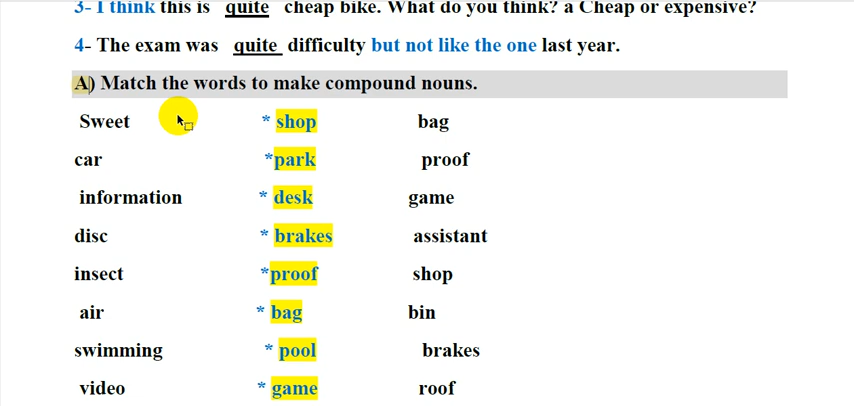 3- I think this is quite cheap bike. What do you think? a Cheap or expensive?
4- The exam was quite difficulty but not like the one last year.
A) Match the words to make compound nouns.
Sweet * shop bag
car *park proof
information * desk game
disc * brakes assistant
insect *proof shop
air * bag bin
swimming * pool brakes
video * game roof